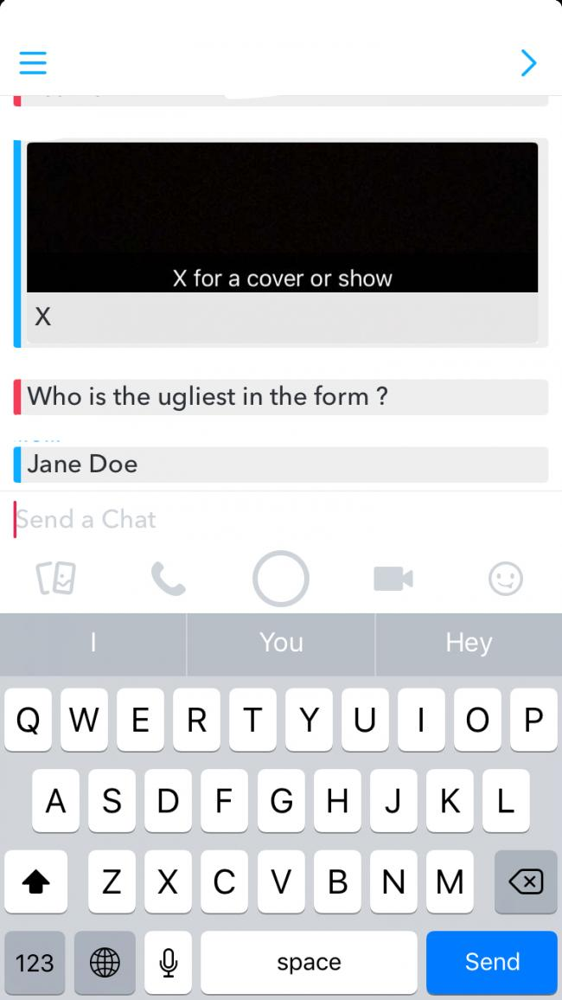 X for a cover or show
X
Who is the ugliest in the form ?
Jane Doe
Send a Chat
I You Hey
Q W E R T Y U I O P
A S D F G H J K L
Z X C V B N M
123 space Send